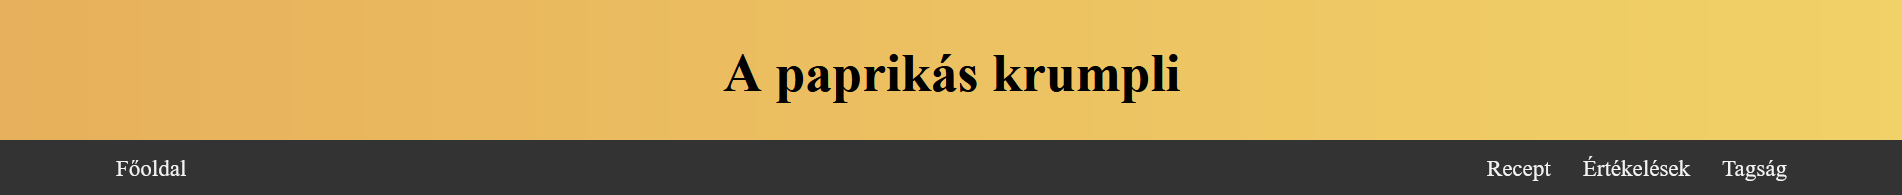 A paprikás krumpli
Főoldal Recept Értékelések Tagság